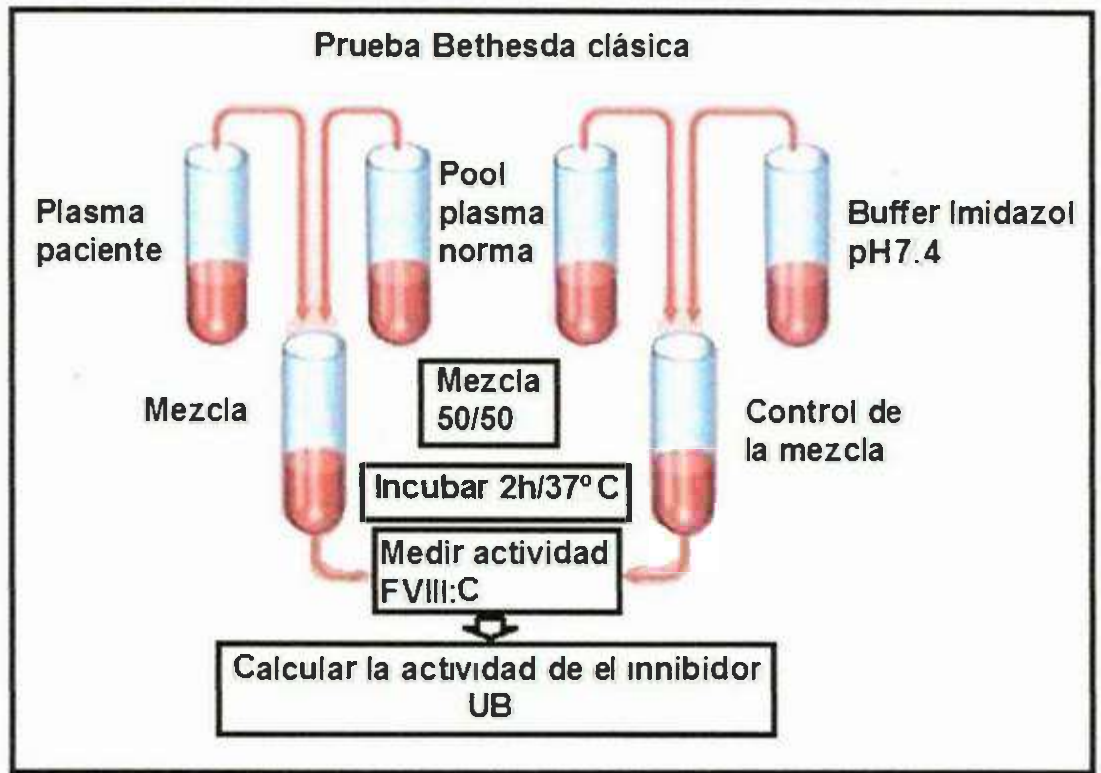 Prueba Bethesda clásica
Plasma
paciente
Pool
plasma
norma
Buffer Imidazol
pH7.4
Mezcla
Mezcla
50/50
Control de
la mezcla
Incubar 2h/37ºC
Medir actividad
FVIII:C
Calcular la actividad de el innibidor
UB